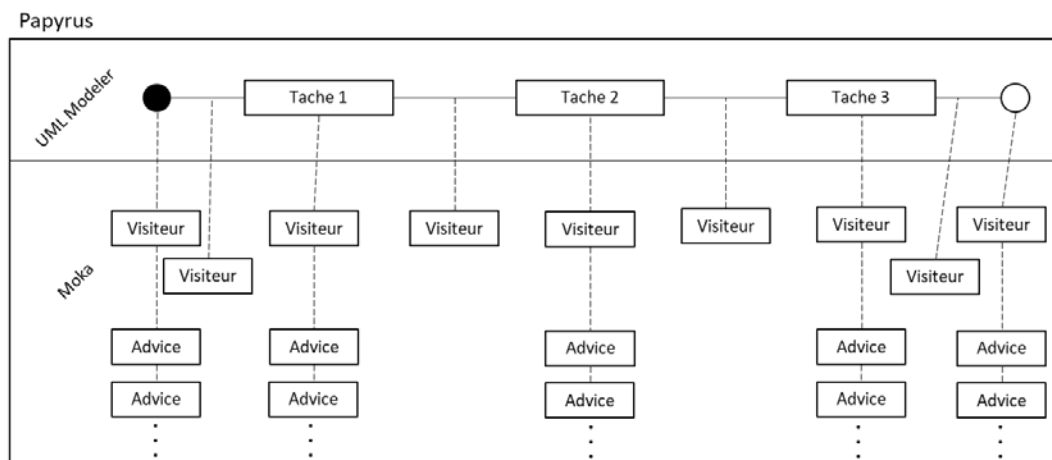 Papyrus
UML Modeler
Tache 1
Tache 2
Tache 3
Moka
Visiteur
Visiteur
Visiteur
Visiteur
Visiteur
Visiteur
Visiteur
Visiteur
Visiteur
Advice
Advice
Advice
Advice
Advice
Advice
Advice
Advice
Advice
Advice